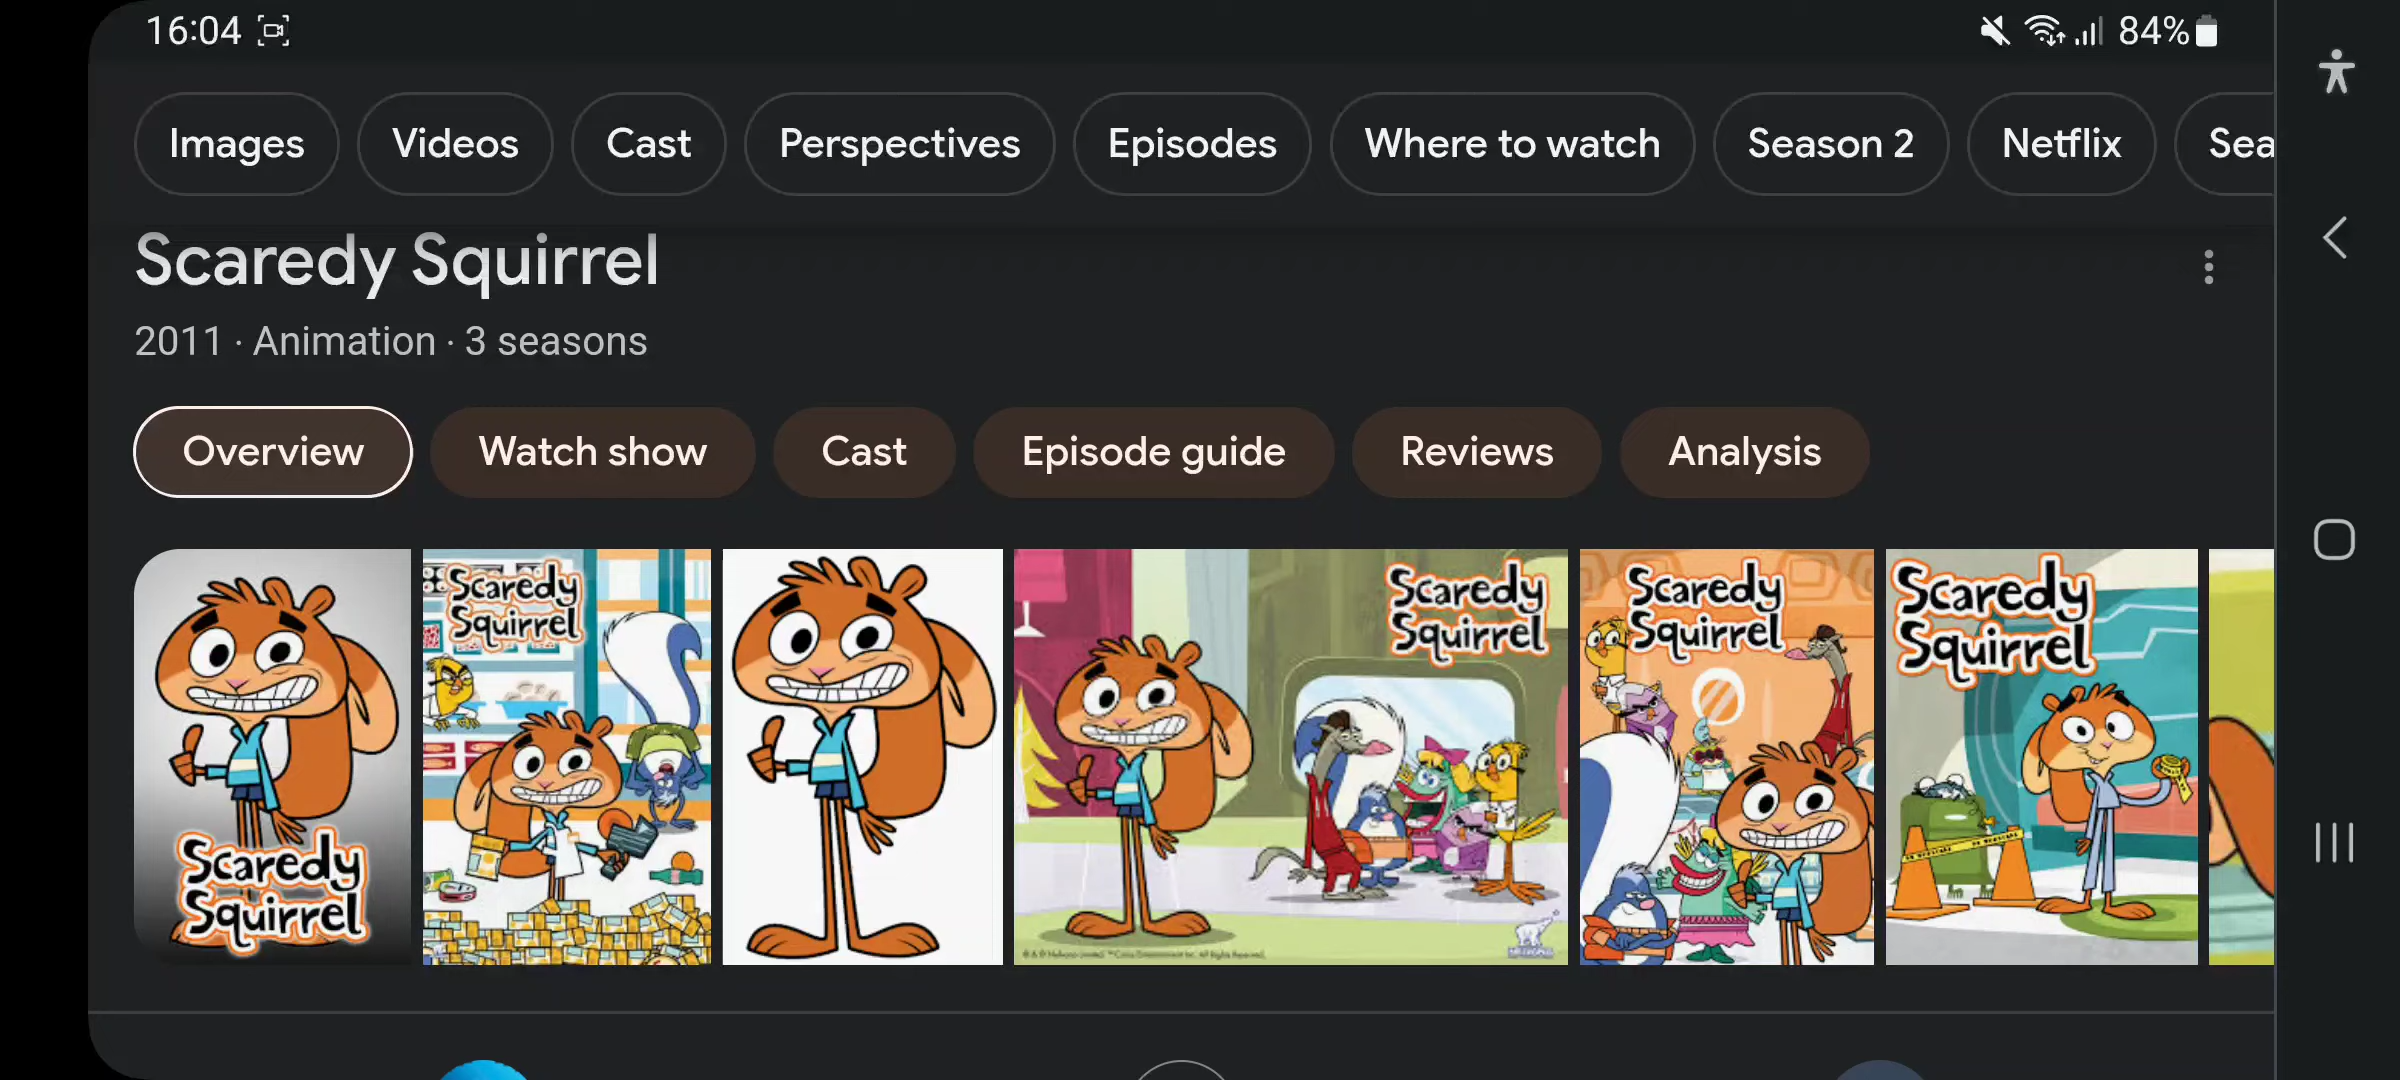 16:04 84%
Images Videos Cast Perspectives Episodes Where to watch Season 2 Netflix Sea
Scaredy Squirrel
2011 · Animation · 3 seasons
Overview Watch show Cast Episode guide Reviews Analysis
Scaredy
Squirrel
Scaredy
Squirrel
Scaredy
Squirrel
Scaredy
Squirrel
Scaredy
Squirrel